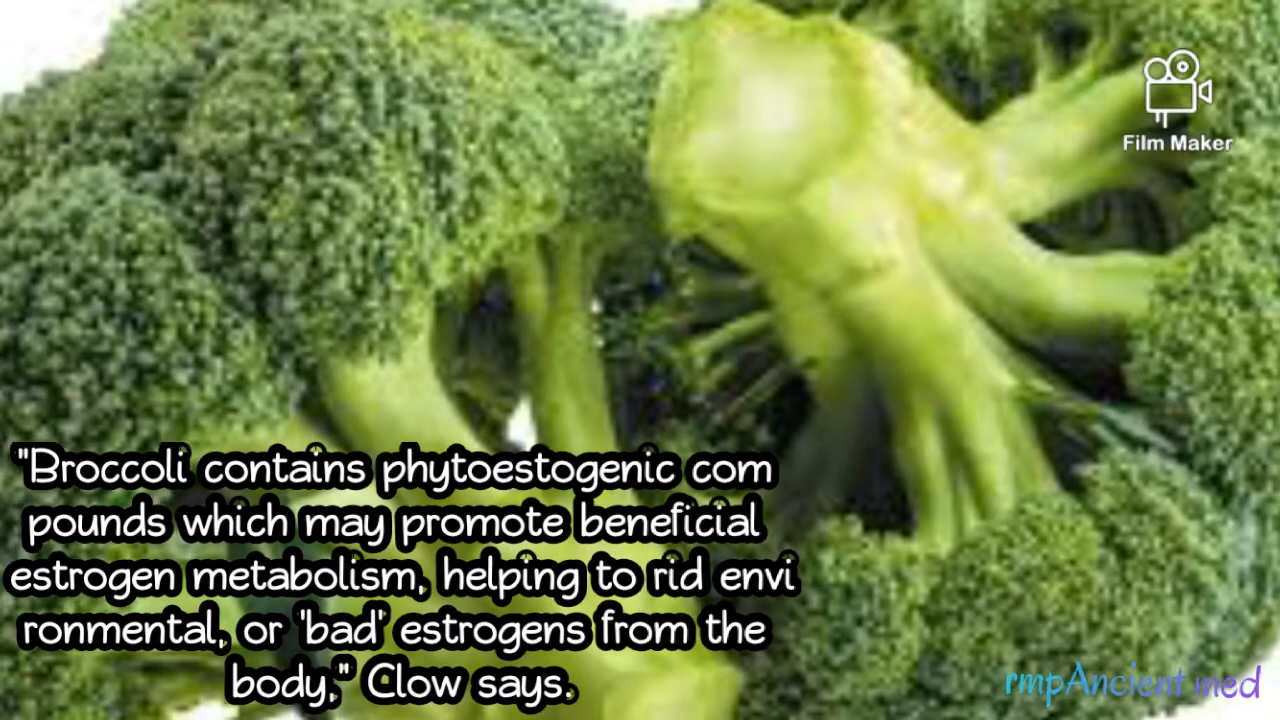 Film Maker
"Broccoli contains phytoestogenic com
pounds which may promote beneficial
estrogen metabolism, helping to rid envi
ronmental, or 'bad' estrogens from the
body," Clow says.
rmpAncient med